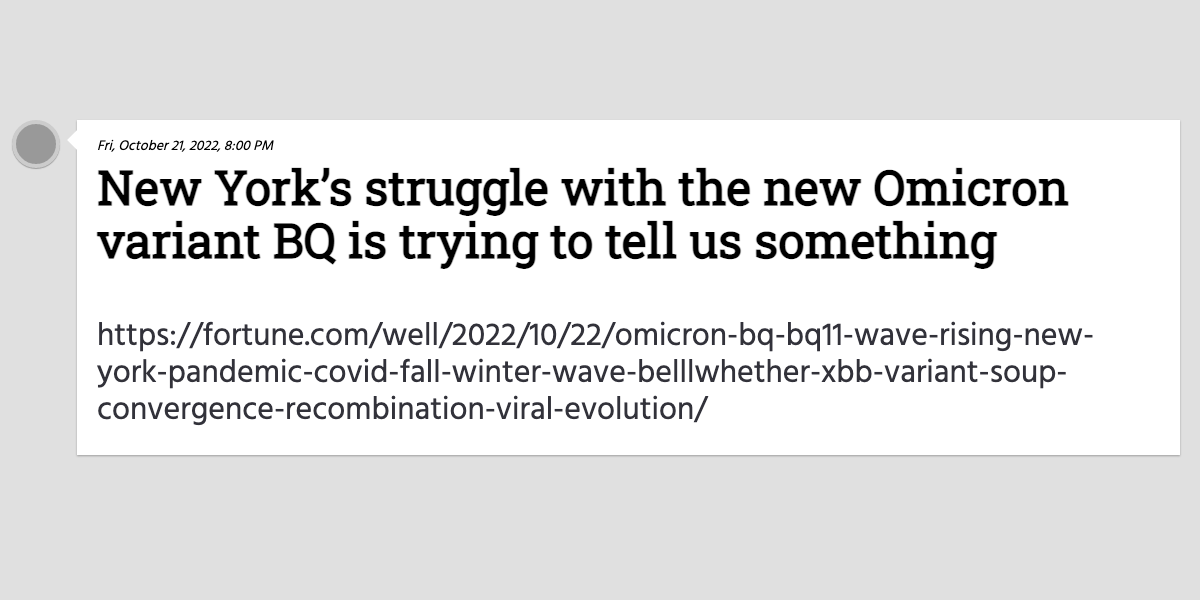 Fri, October 21, 2022, 8:00 PM
New York’s struggle with the new Omicron
variant BQ is trying to tell us something
https://fortune.com/well/2022/10/22/omicron-bq-bq11-wave-rising-new-
york-pandemic-covid-fall-winter-wave-belllwhether-xbb-variant-soup-
convergence-recombination-viral-evolution/